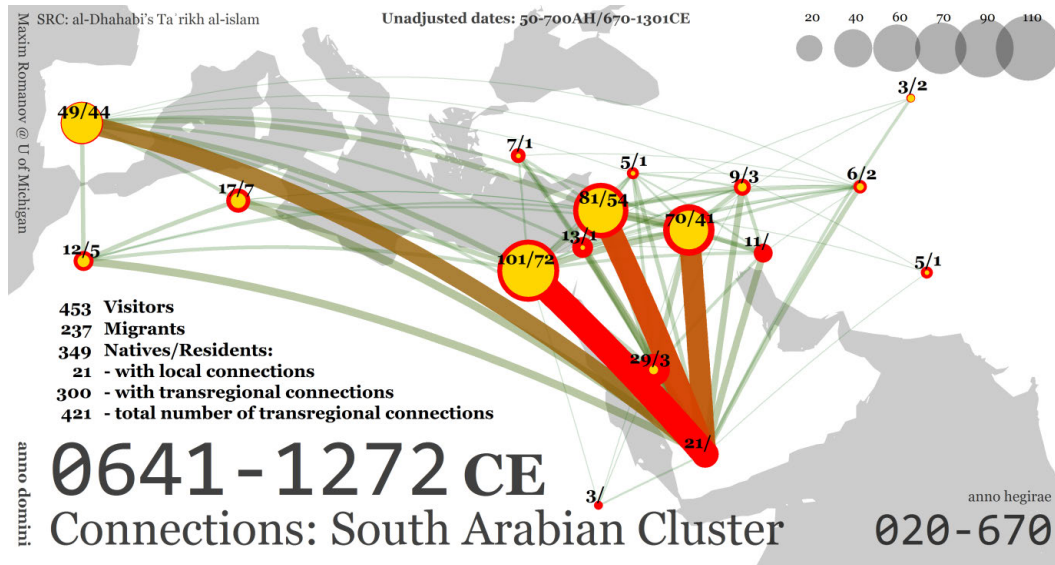 SRC: al-Dhahabi's Taʾrikh al-islam
Unadjusted dates: 50-700AH/670-1301CE
20 40 60 70 90 110
Maxim Romanov @ U of Michigan
3/2
49/44
7/1
5/1
9/3
6/2
17/7
81/54
70/41
13/1
11/
12/5
101/72
5/1
453 Visitors
237 Migrants
349 Natives/Residents:
21 - with local connections
300 - with transregional connections
421 - total number of transregional connections
29/3
21/
3/
anno domini
0641-1272 CE
anno hegirae
020-670
Connections: South Arabian Cluster